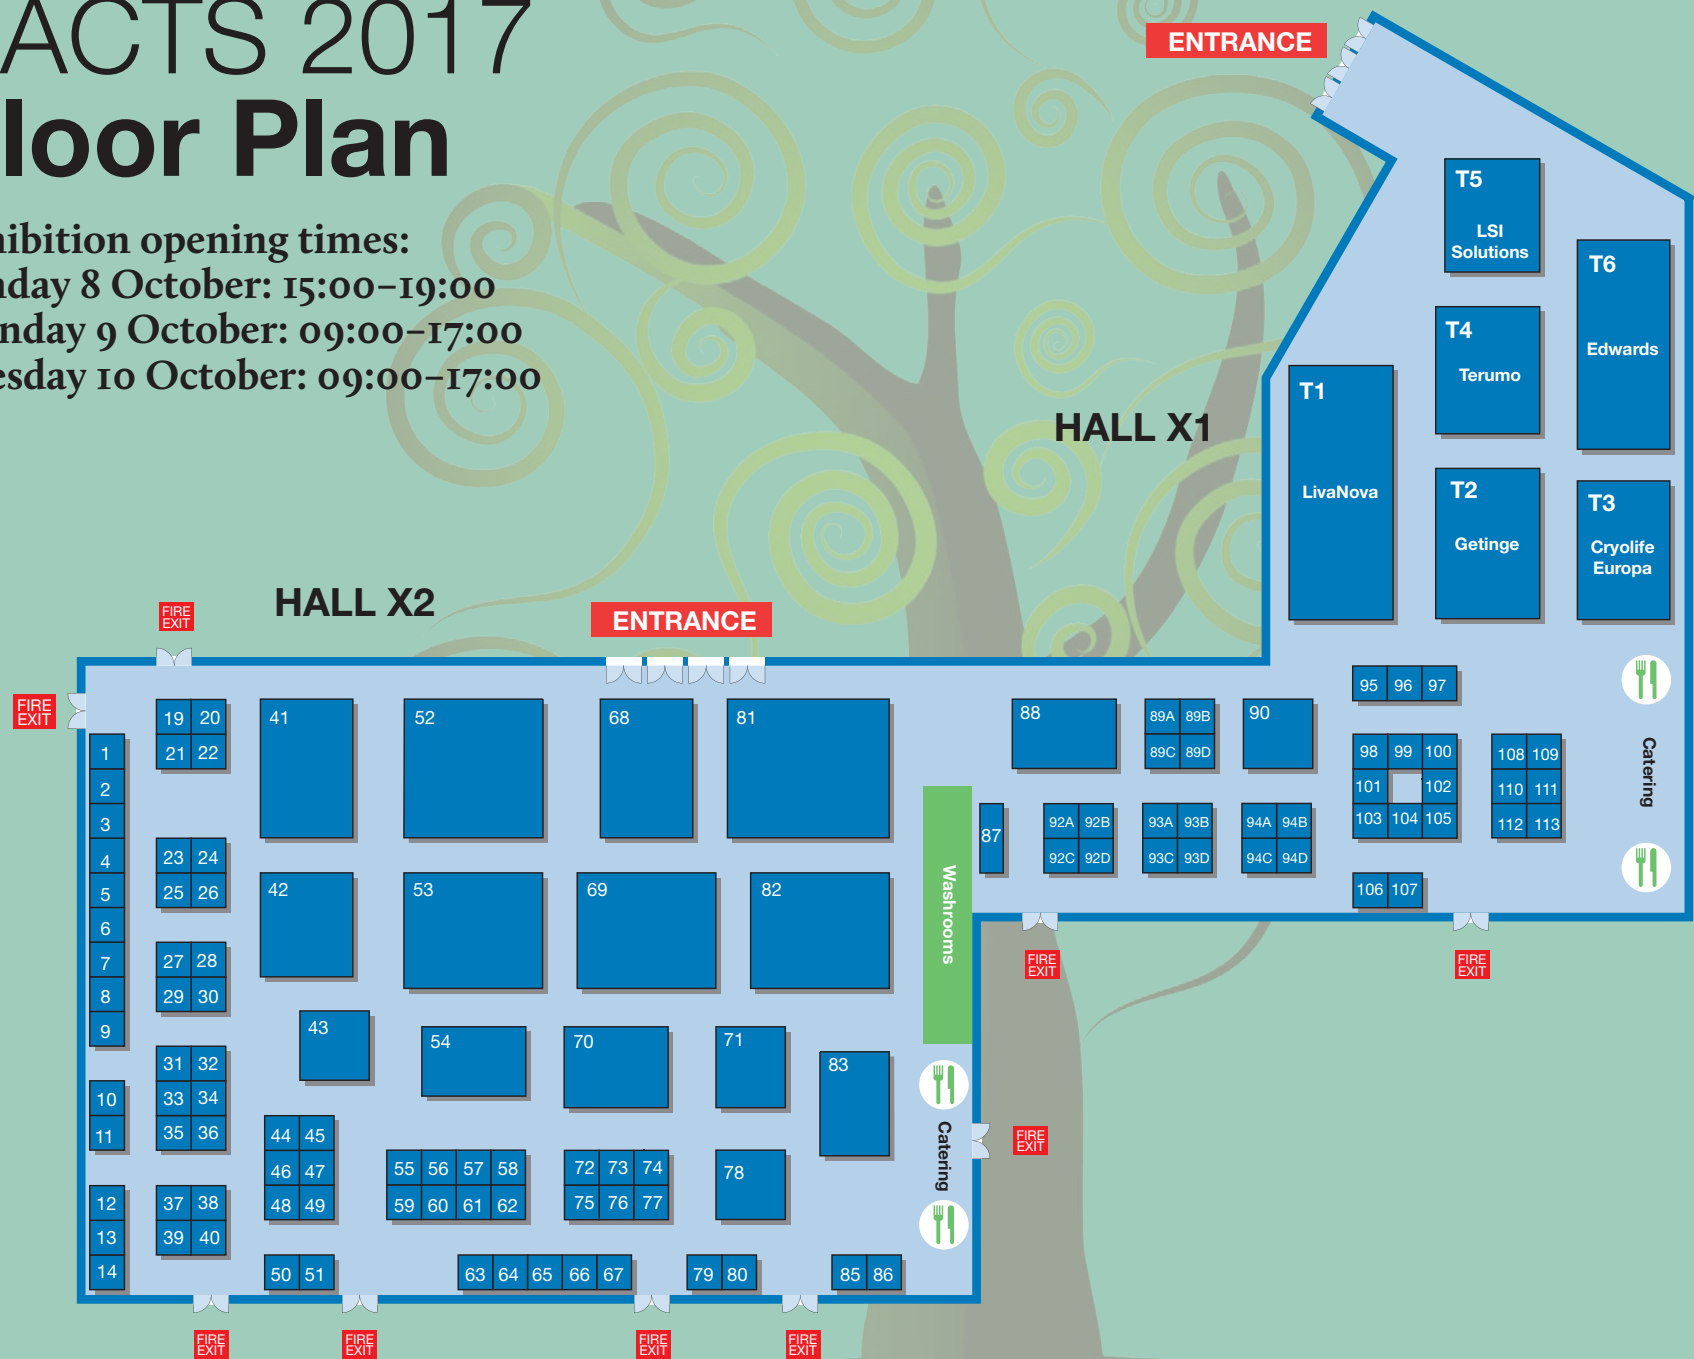 ACTS 2017
loor Plan
hibition opening times:
nday 8 October: 15:00–19:00
nday 9 October: 09:00–17:00
esday 10 October: 09:00–17:00
ENTRANCE
HALL X1
HALL X2
ENTRANCE
FIRE
EXIT
FIRE
EXIT
T5
LSI
Solutions
T6
Edwards
T4
Terumo
T1
LivaNova
T2
Getinge
T3
Cryolife
Europa
95 96 97
98 99 100
101 102
103 104 105
106 107
108 109
110 111
112 113
Catering
88
89A 89B
89C 89D
90
87
92A 92B
92C 92D
93A 93B
93C 93D
94A 94B
94C 94D
Washrooms
1
2
3
4
5
6
7
8
9
10
11
12
13
14
19 20
21 22
23 24
25 26
27 28
29 30
31 32
33 34
35 36
37 38
39 40
41
42
43
44 45
46 47
48 49
50 51
52
53
54
55 56 57 58
59 60 61 62
63 64 65 66 67
68
69
70
71
72 73 74
75 76 77
78
79 80
81
82
83
85 86
Catering
FIRE
EXIT
FIRE
EXIT
FIRE
EXIT
FIRE
EXIT
FIRE
EXIT
FIRE
EXIT
FIRE
EXIT